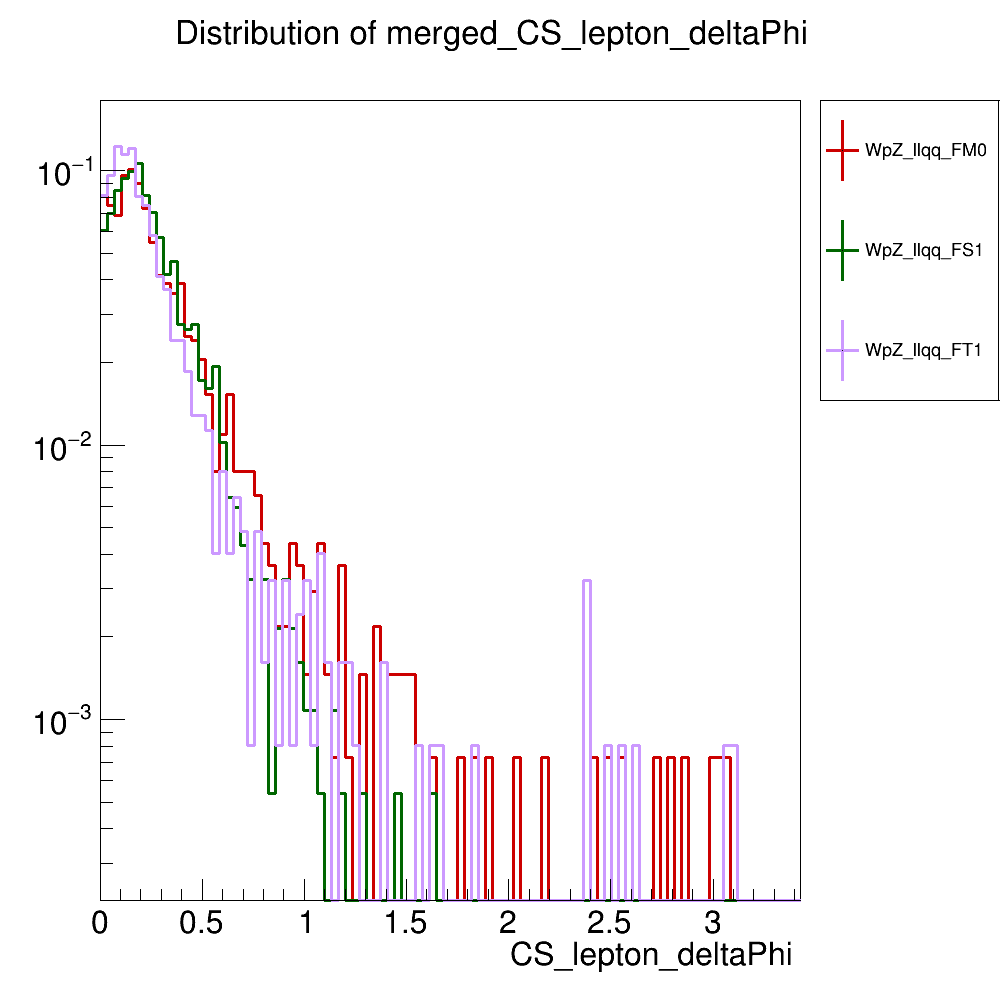 Distribution of merged_CS_lepton_deltaPhi
10⁻¹
10⁻²
10⁻³
0 0.5 1 1.5 2 2.5 3
CS_lepton_deltaPhi
WpZ_llqq_FM0
WpZ_llqq_FS1
WpZ_llqq_FT1